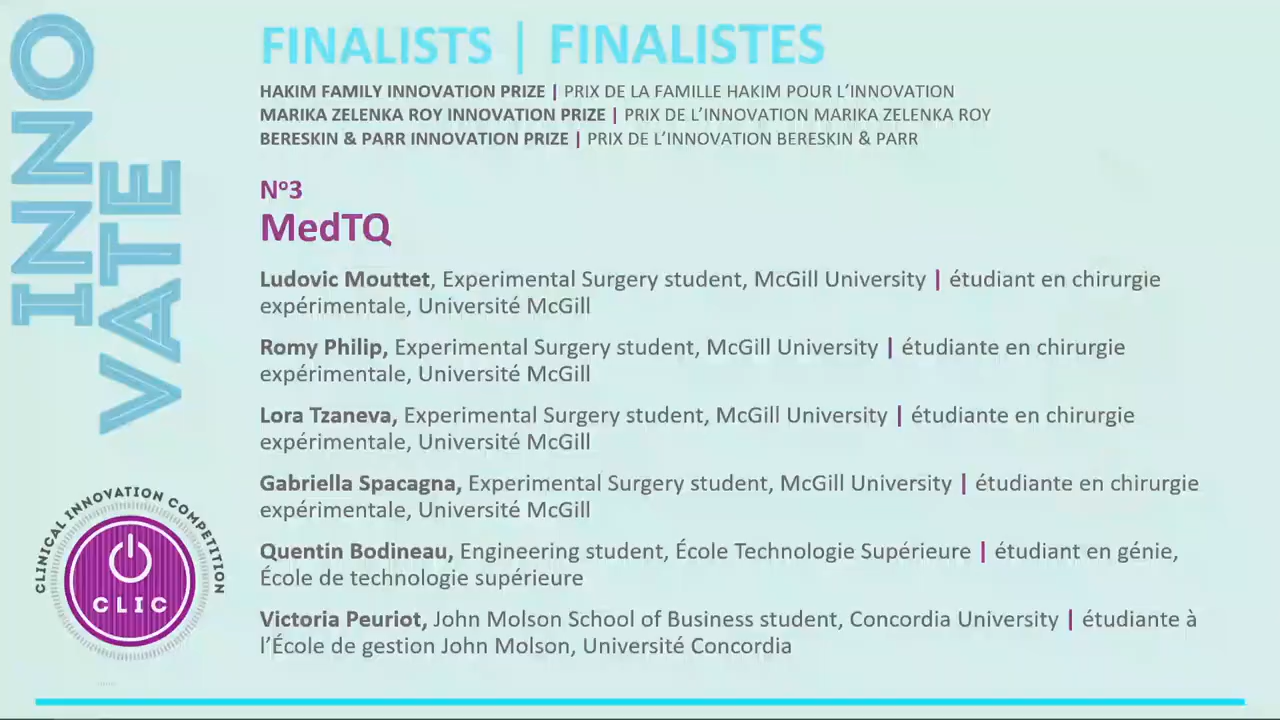 INNO
VATE
FINALISTS | FINALISTES
HAKIM FAMILY INNOVATION PRIZE | PRIX DE LA FAMILLE HAKIM POUR L’INNOVATION
MARIKA ZELENKA ROY INNOVATION PRIZE | PRIX DE L’INNOVATION MARIKA ZELENKA ROY
BERESKIN & PARR INNOVATION PRIZE | PRIX DE L’INNOVATION BERESKIN & PARR
Nº3
MedTQ
Ludovic Mouttet, Experimental Surgery student, McGill University | étudiant en chirurgie
expérimentale, Université McGill
Romy Philip, Experimental Surgery student, McGill University | étudiante en chirurgie
expérimentale, Université McGill
Lora Tzaneva, Experimental Surgery student, McGill University | étudiante en chirurgie
expérimentale, Université McGill
Gabriella Spacagna, Experimental Surgery student, McGill University | étudiante en chirurgie
expérimentale, Université McGill
Quentin Bodineau, Engineering student, École Technologie Supérieure | étudiant en génie,
École de technologie supérieure
Victoria Peuriot, John Molson School of Business student, Concordia University | étudiante à
l’École de gestion John Molson, Université Concordia
CLINICAL INNOVATION COMPETITION
CLIC